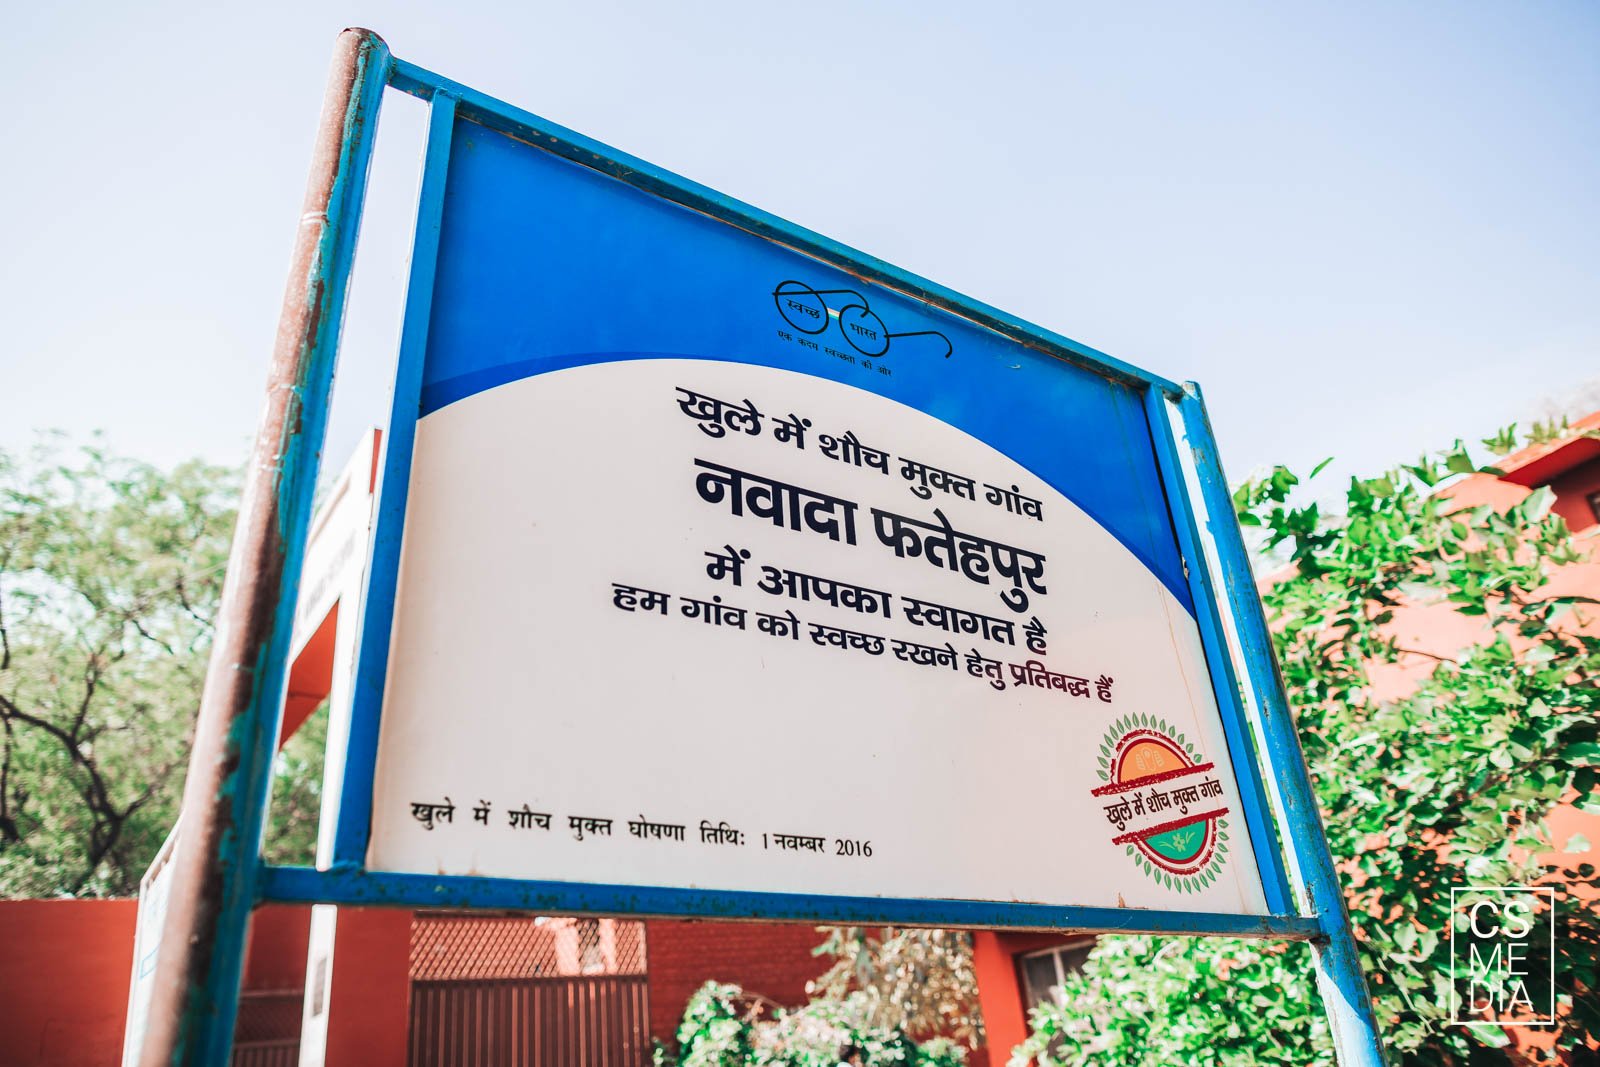 स्वच्छ भारत
एक कदम स्वच्छता की ओर
खुले में शौच मुक्त गांव
नवादा फतेहपुर
में आपका स्वागत है
हम गांव को स्वच्छ रखने हेतु प्रतिबद्ध हैं
खुले में शौच मुक्त गांव
खुले में शौच मुक्त घोषणा तिथि: 1 नवम्बर 2016
CS
ME
DIA